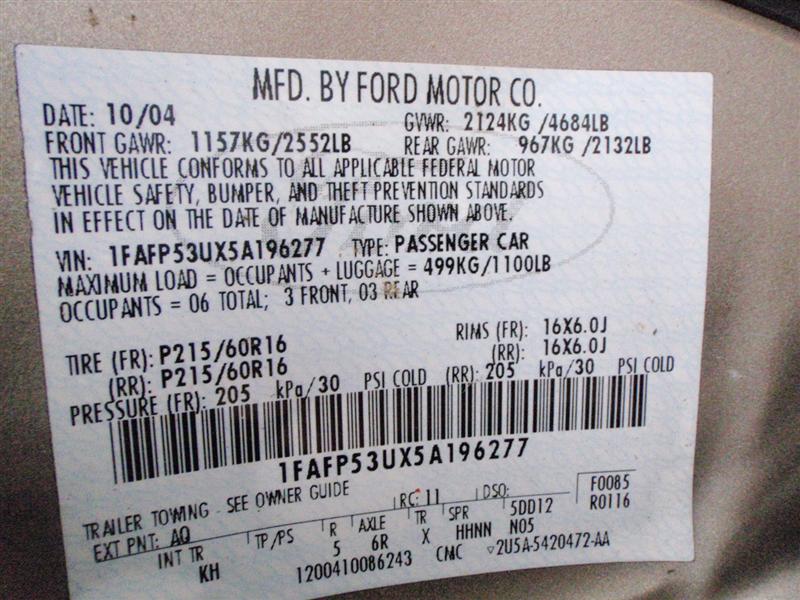 MFD. BY FORD MOTOR CO.
DATE: 10/04 GVWR: 2124KG /4684LB
FRONT GAWR: 1157KG/2552LB REAR GAWR: 967KG /2132LB
THIS VEHICLE CONFORMS TO ALL APPLICABLE FEDERAL MOTOR
VEHICLE SAFETY, BUMPER, AND THEFT PREVENTION STANDARDS
IN EFFECT ON THE DATE OF MANUFACTURE SHOWN ABOVE.
VIN: 1FAFP53UX5A196277 TYPE: PASSENGER CAR
MAXIMUM LOAD = OCCUPANTS + LUGGAGE = 499KG/1100LB
OCCUPANTS = 06 TOTAL; 3 FRONT, 03 REAR
TIRE (FR): P215/60R16 RIMS (FR): 16X6.0J
(RR): P215/60R16 (RR): 16X6.0J
PRESSURE (FR): 205 kPa/30 PSI COLD (RR): 205 kPa/30 PSI COLD
1FAFP53UX5A196277
TRAILER TOWING - SEE OWNER GUIDE RC: 11 DSO: F0085
EXT PNT: AQ R0116
INT TR TP/PS R AXLE TR SPR 5DD12
KH 5 6R X HHNN N05
1200410086243 CMC ▽2U5A-5420472-AA